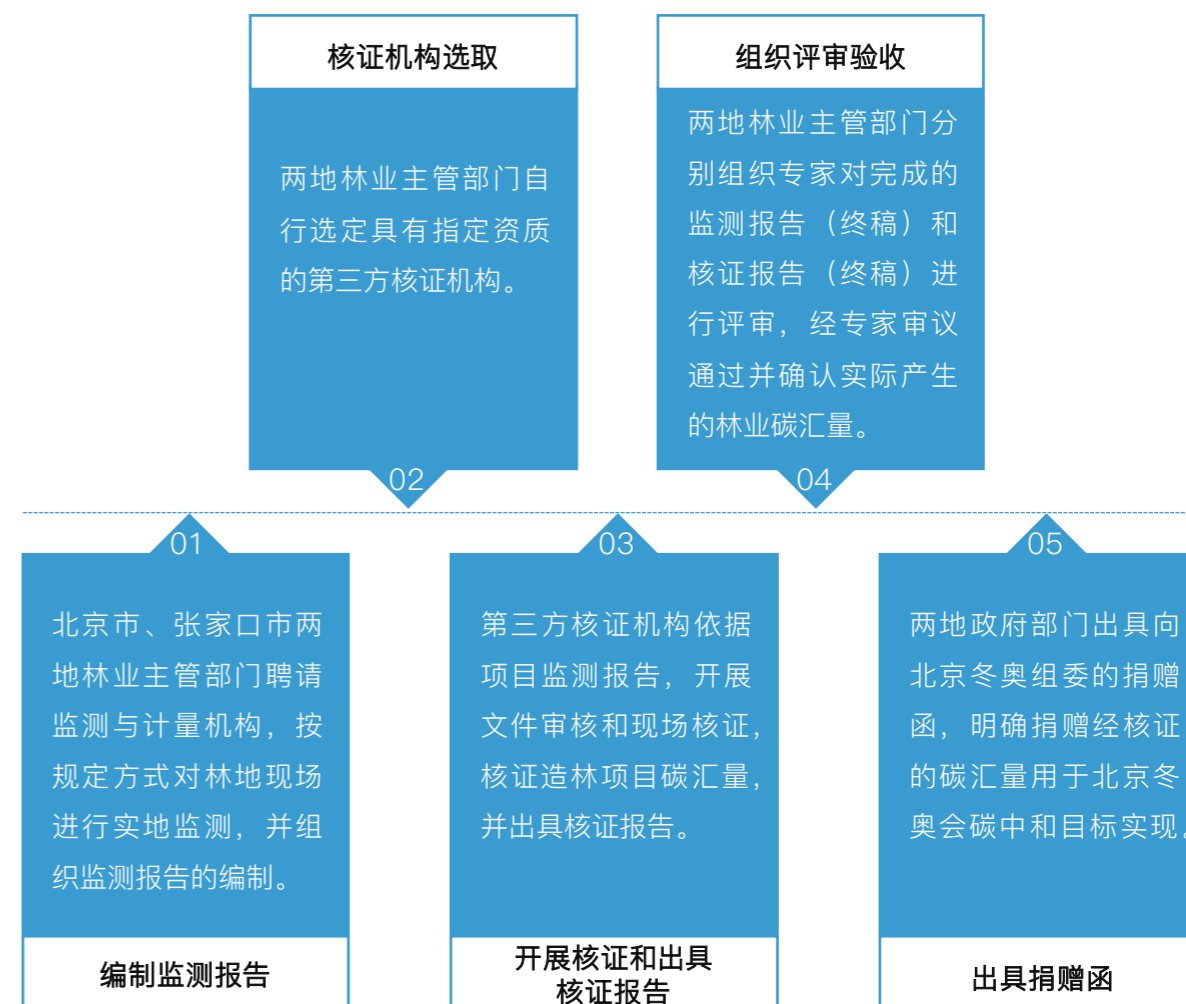 核证机构选取
两地林业主管部门自
行选定具有指定资质
的第三方核证机构。
02
组织评审验收
两地林业主管部门分
别组织专家对完成的
监测报告（终稿）和
核证报告（终稿）进
行评审，经专家审议
通过并确认实际产生
的林业碳汇量。
04
01
北京市、张家口市两
地林业主管部门聘请
监测与计量机构，按
规定方式对林地现场
进行实地监测，并组
织监测报告的编制。
编制监测报告
03
第三方核证机构依据
项目监测报告，开展
文件审核和现场核证，
核证造林项目碳汇量，
并出具核证报告。
开展核证和出具
核证报告
05
两地政府部门出具向
北京冬奥组委的捐赠
函，明确捐赠经核证
的碳汇量用于北京冬
奥会碳中和目标实现。
出具捐赠函